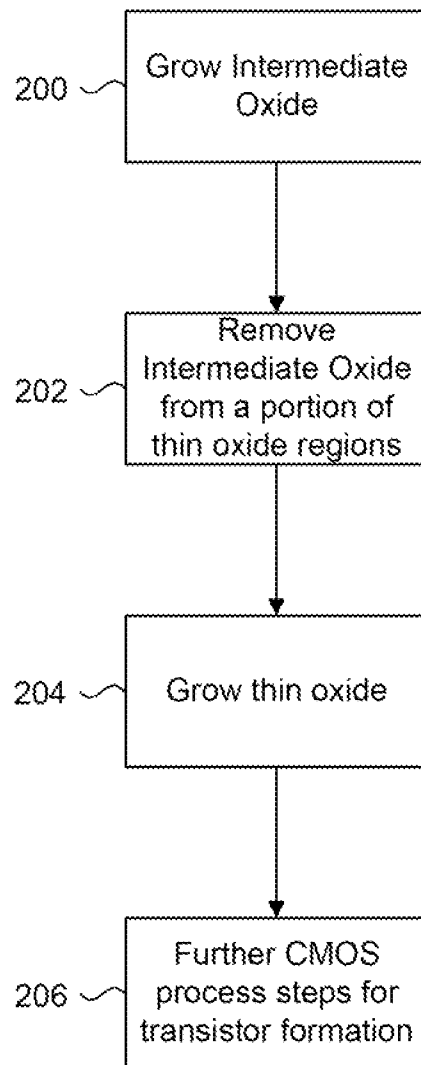 Grow Intermediate
200
Oxide
Remove
Intermediate Oxide
202
from a portion of
thin oxide regions
204
Grow thin oxide
Further CMOS
206
process steps for
transistor formation